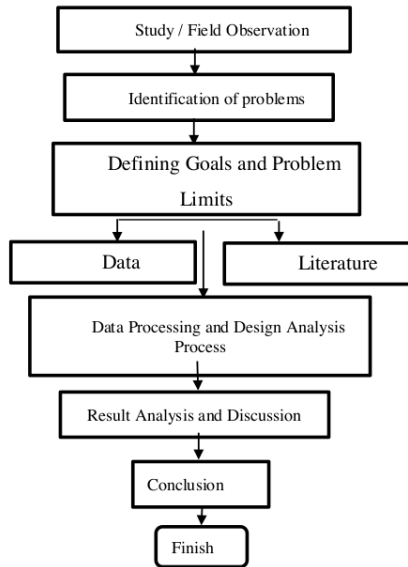 Study / Field Observation
Identification of problems
Defining Goals and Problem
Limits
Data
Literature
Data Processing and Design Analysis
Process
Result Analysis and Discussion
Conclusion
Finish